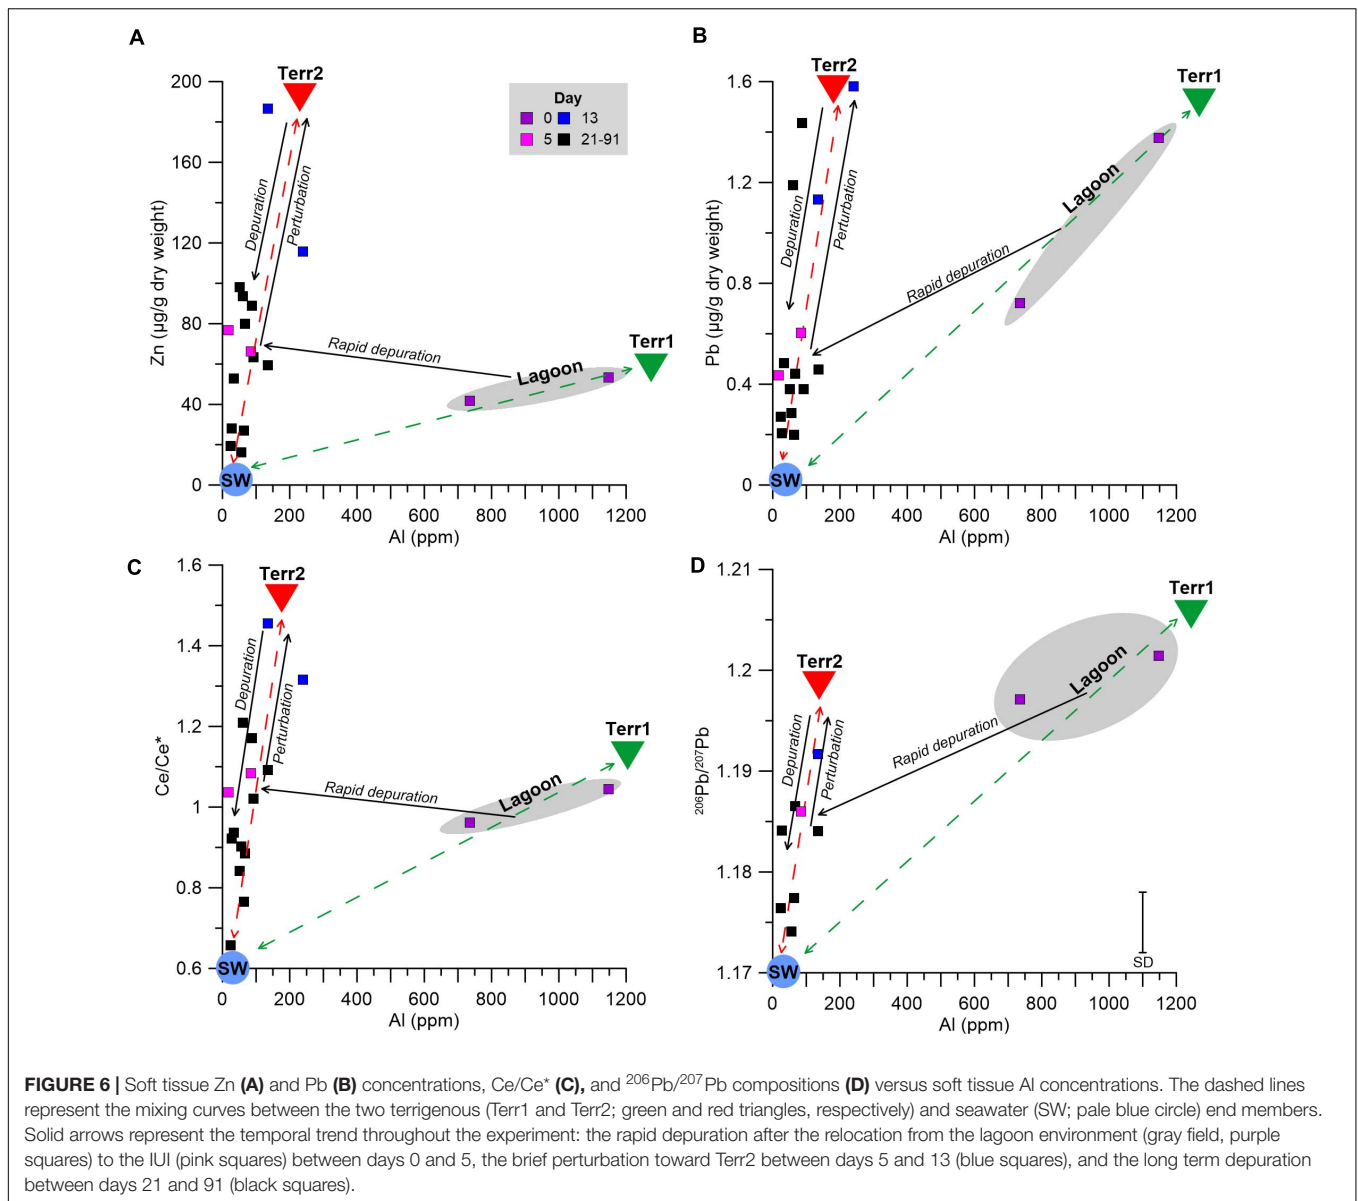 A
Terr2
200
160
120
80
40
0
Zn (µg/g dry weight)
Day
0
13
5
21-91
Depuration
Perturbation
Rapid depuration
Lagoon
Terr1
SW
0
200
400
600
800
1000
1200
Al (ppm)
B
Terr2
Terr1
1.6
1.2
0.8
0.4
0
Pb (µg/g dry weight)
Depuration
Perturbation
Rapid depuration
Lagoon
SW
0
200
400
600
800
1000
1200
Al (ppm)
C
Terr2
1.6
1.4
1.2
1
0.8
0.6
Ce/Ce*
Depuration
Perturbation
Rapid depuration
Lagoon
Terr1
SW
0
200
400
600
800
1000
1200
Al (ppm)
D
1.21
1.2
1.19
1.18
1.17
²⁰⁶Pb/²⁰⁷Pb
Terr2
Terr1
Depuration
Perturbation
Rapid depuration
Lagoon
SD
SW
0
200
400
600
800
1000
1200
Al (ppm)
FIGURE 6 | Soft tissue Zn (A) and Pb (B) concentrations, Ce/Ce* (C), and ²⁰⁶Pb/²⁰⁷Pb compositions (D) versus soft tissue Al concentrations. The dashed lines
represent the mixing curves between the two terrigenous (Terr1 and Terr2; green and red triangles, respectively) and seawater (SW; pale blue circle) end members.
Solid arrows represent the temporal trend throughout the experiment: the rapid depuration after the relocation from the lagoon environment (gray field, purple
squares) to the IUI (pink squares) between days 0 and 5, the brief perturbation toward Terr2 between days 5 and 13 (blue squares), and the long term depuration
between days 21 and 91 (black squares).